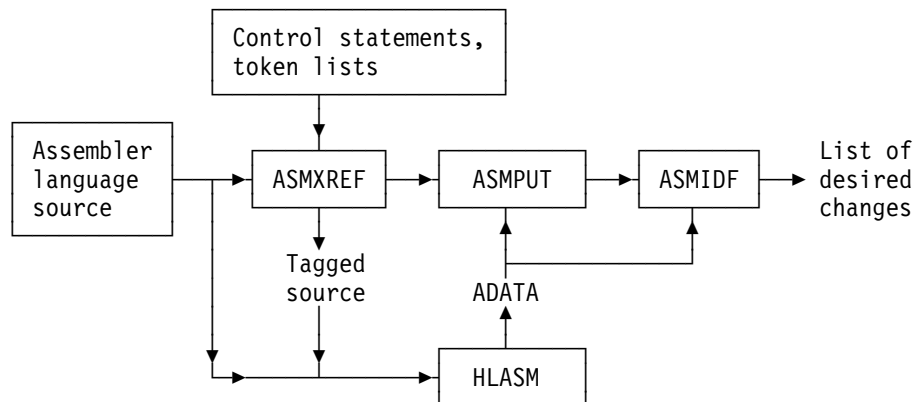 Control statements,
token lists
Assembler
language
source
ASMXREF
ASMPUT
ASMIDF
List of
desired
changes
Tagged
source
ADATA
HLASM